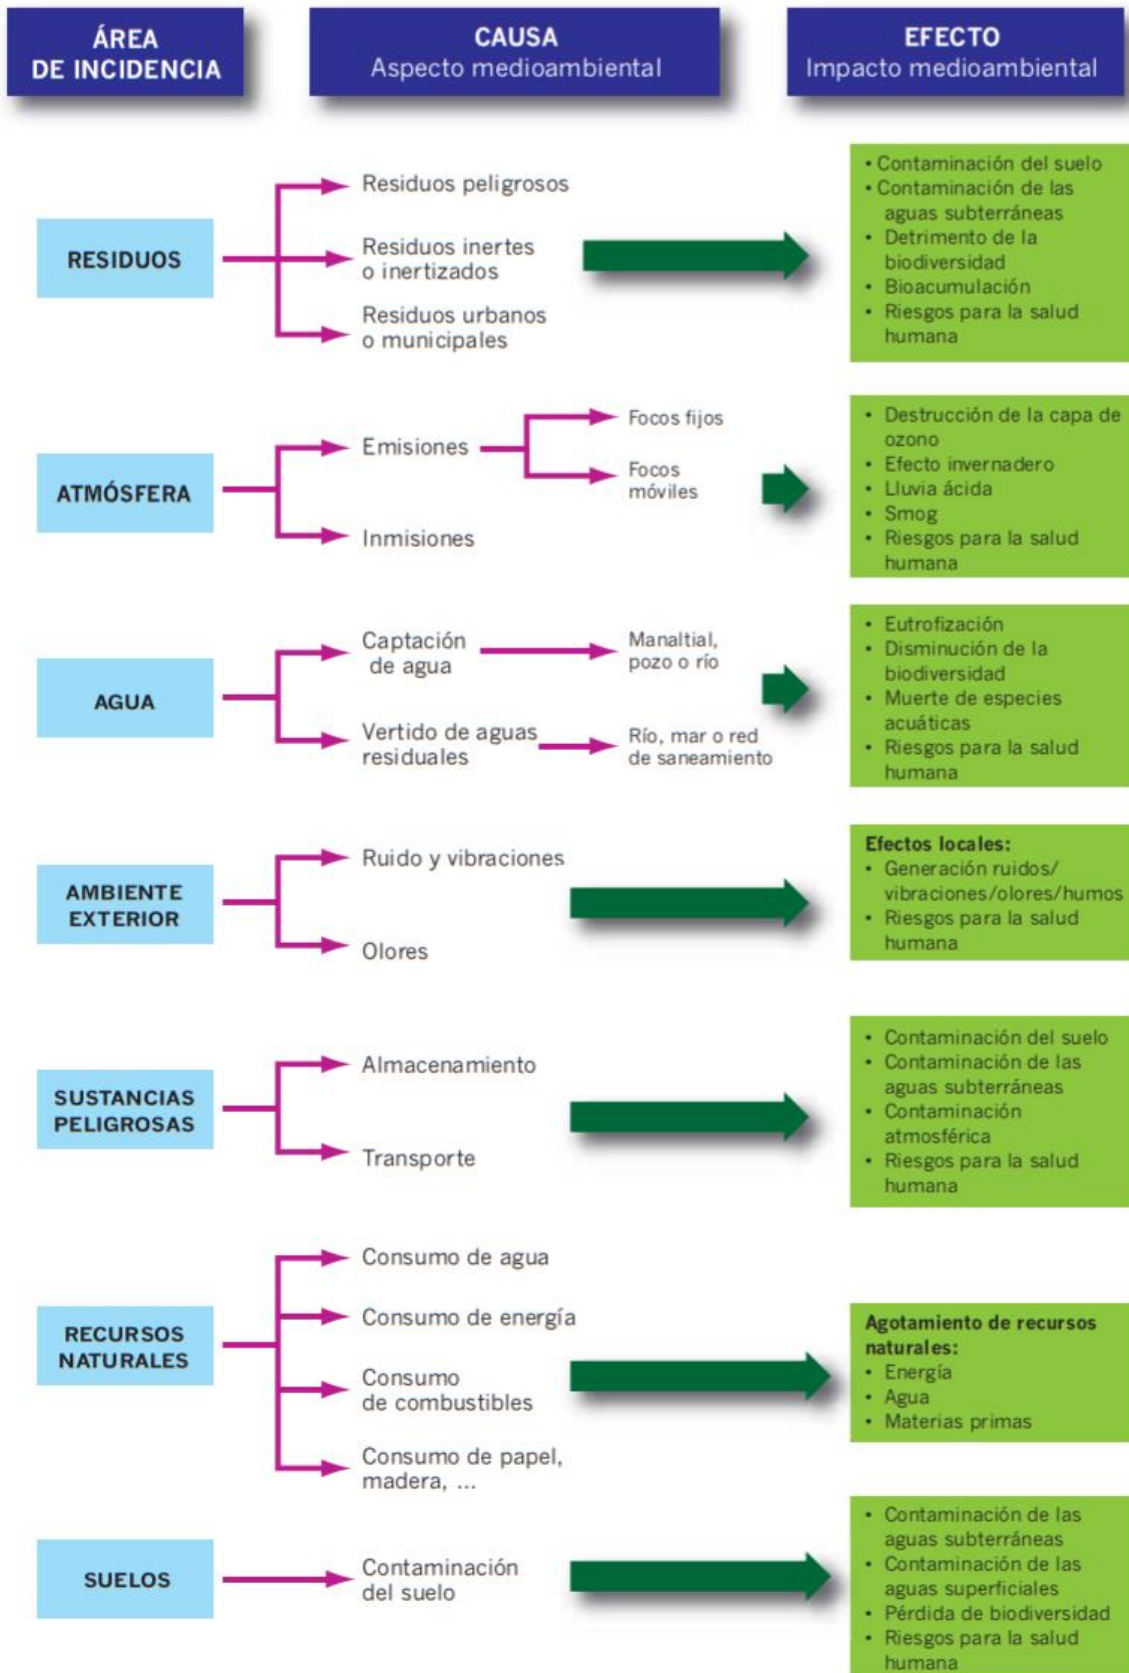 ÁREA
DE INCIDENCIA
CAUSA
Aspecto medioambiental
EFECTO
Impacto medioambiental
RESIDUOS
Residuos peligrosos
Residuos inertes
o inertizados
Residuos urbanos
o municipales
• Contaminación del suelo
• Contaminación de las
aguas subterráneas
• Detrimento de la
biodiversidad
• Bioacumulación
• Riesgos para la salud
humana
ATMÓSFERA
Emisiones
Focos fijos
Focos
móviles
Inmisiones
• Destrucción de la capa de
ozono
• Efecto invernadero
• Lluvia ácida
• Smog
• Riesgos para la salud
humana
AGUA
Captación
de agua
Manaltial,
pozo o río
Vertido de aguas
residuales
Río, mar o red
de saneamiento
• Eutrofización
• Disminución de la
biodiversidad
• Muerte de especies
acuáticas
• Riesgos para la salud
humana
AMBIENTE
EXTERIOR
Ruido y vibraciones
Olores
Efectos locales:
• Generación ruidos/
vibraciones/olores/humos
• Riesgos para la salud
humana
SUSTANCIAS
PELIGROSAS
Almacenamiento
Transporte
• Contaminación del suelo
• Contaminación de las
aguas subterráneas
• Contaminación
atmosférica
• Riesgos para la salud
humana
RECURSOS
NATURALES
Consumo de agua
Consumo de energía
Consumo
de combustibles
Consumo de papel,
madera, ...
Agotamiento de recursos
naturales:
• Energía
• Agua
• Materias primas
SUELOS
Contaminación
del suelo
• Contaminación de las
aguas subterráneas
• Contaminación de las
aguas superficiales
• Pérdida de biodiversidad
• Riesgos para la salud
humana